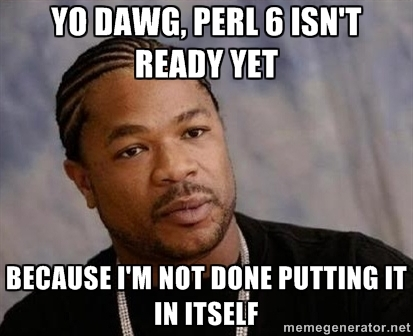 YO DAWG, PERL 6 ISN'T
READY YET
BECAUSE I'M NOT DONE PUTTING IT
IN ITSELF
memegenerator.net